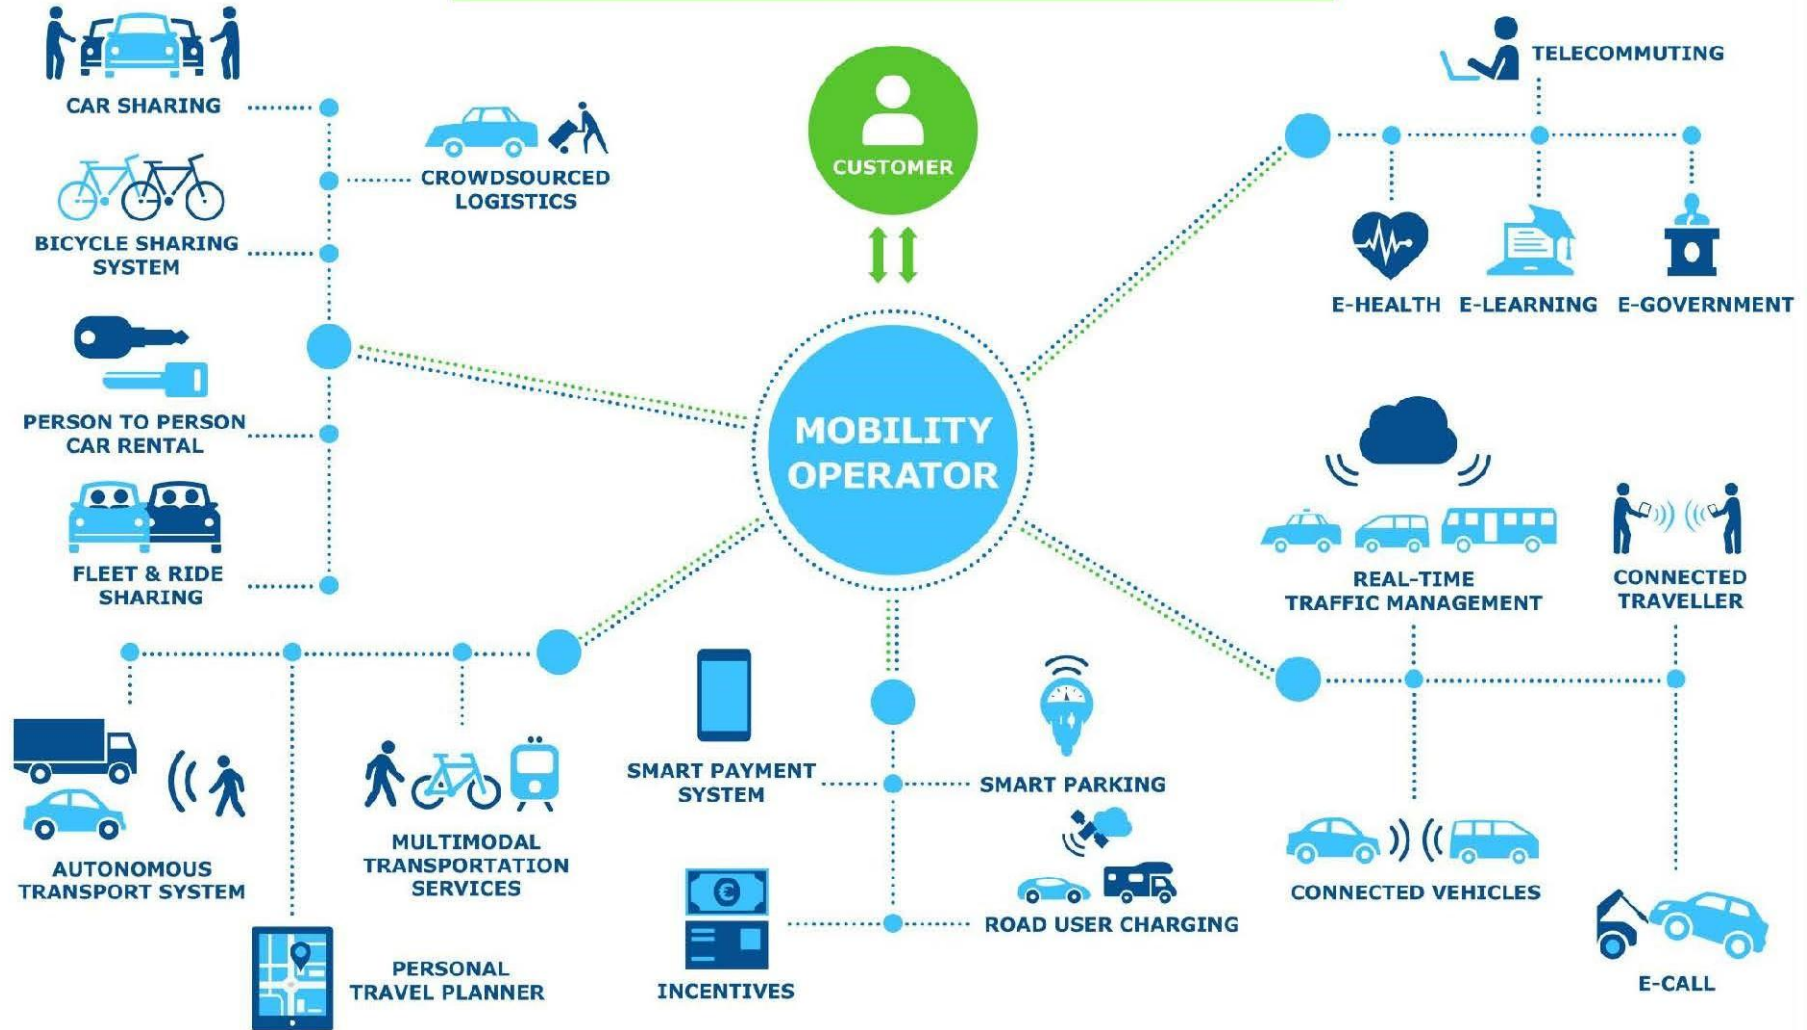 CAR SHARING
CROWDSOURCED
LOGISTICS
BICYCLE SHARING
SYSTEM
PERSON TO PERSON
CAR RENTAL
FLEET & RIDE
SHARING
CUSTOMER
MOBILITY
OPERATOR
TELECOMMUTING
E-HEALTH
E-LEARNING
E-GOVERNMENT
REAL-TIME
TRAFFIC MANAGEMENT
CONNECTED
TRAVELLER
CONNECTED VEHICLES
E-CALL
AUTONOMOUS
TRANSPORT SYSTEM
MULTIMODAL
TRANSPORTATION
SERVICES
PERSONAL
TRAVEL PLANNER
SMART PAYMENT
SYSTEM
SMART PARKING
€
INCENTIVES
ROAD USER CHARGING